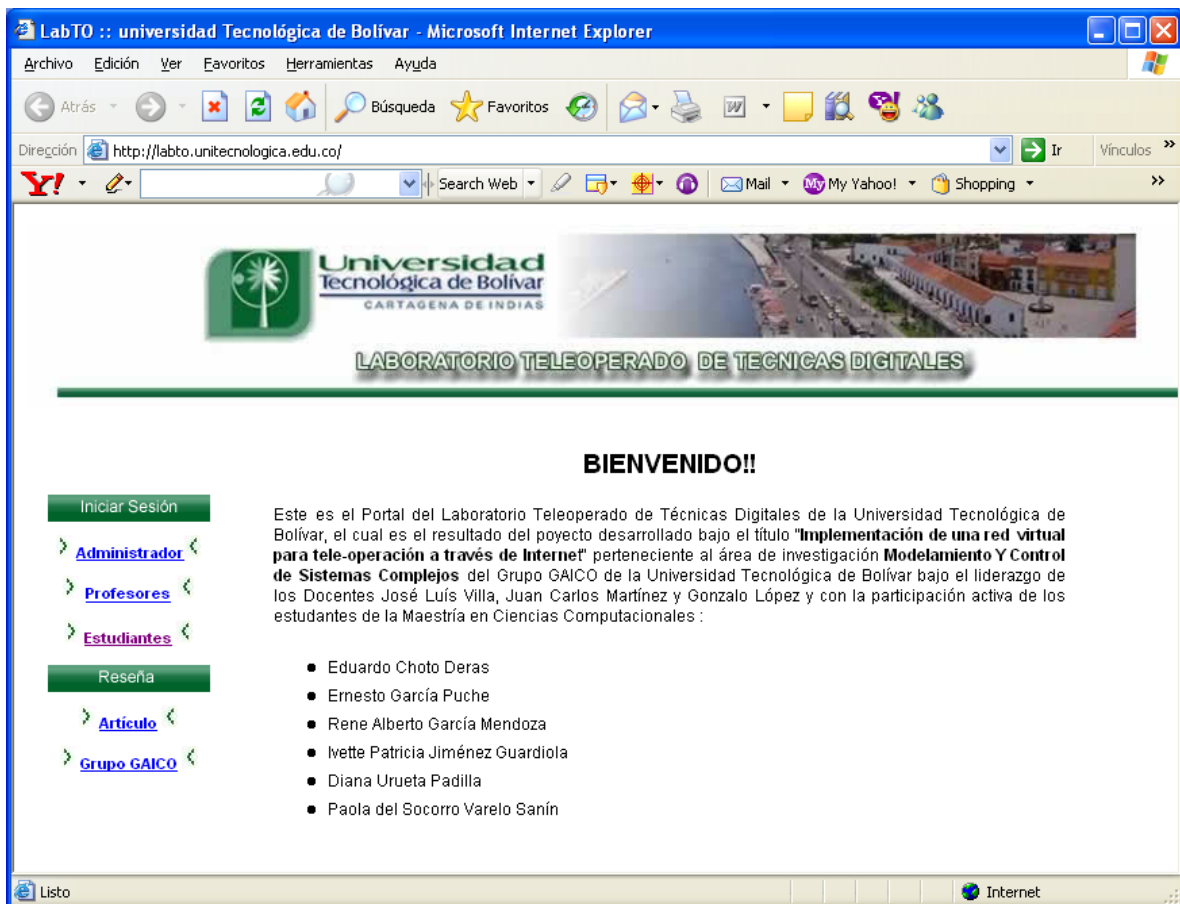 LabTO :: universidad Tecnológica de Bolívar - Microsoft Internet Explorer
Archivo Edición Ver Favoritos Herramientas Ayuda
Atrás Búsqueda Favoritos
Dirección http://labto.unitecnologica.edu.co/ Ir Vínculos »
Y! Search Web Mail My My Yahoo! Shopping »
Universidad
Tecnológica de Bolívar
CARTAGENA DE INDIAS
LABORATORIO TELEOPERADO DE TECNICAS DIGITALES
BIENVENIDO!!
Iniciar Sesión
Administrador
Profesores
Estudiantes
Reseña
Artículo
Grupo GAICO
Este es el Portal del Laboratorio Teleoperado de Técnicas Digitales de la Universidad Tecnológica de
Bolívar, el cual es el resultado del poyecto desarrollado bajo el título "Implementación de una red virtual
para tele-operación a través de Internet" perteneciente al área de investigación Modelamiento Y Control
de Sistemas Complejos del Grupo GAICO de la Universidad Tecnológica de Bolívar bajo el liderazgo de
los Docentes José Luís Villa, Juan Carlos Martínez y Gonzalo López y con la participación activa de los
estudiantes de la Maestría en Ciencias Computacionales :
● Eduardo Choto Deras
● Ernesto García Puche
● Rene Alberto García Mendoza
● Ivette Patricia Jiménez Guardiola
● Diana Urueta Padilla
● Paola del Socorro Varelo Sanín
Listo Internet